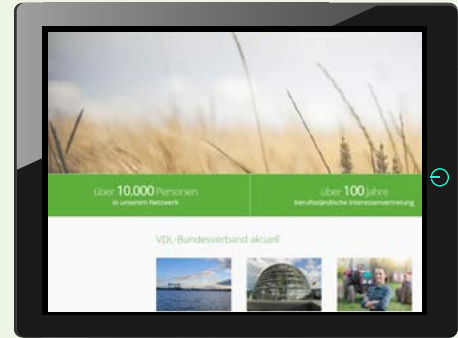 über 10.000 Personen
in unserem Netzwerk
über 100 Jahre
berufsständische Interessenvertretung
VDL-Bundesverband aktuell